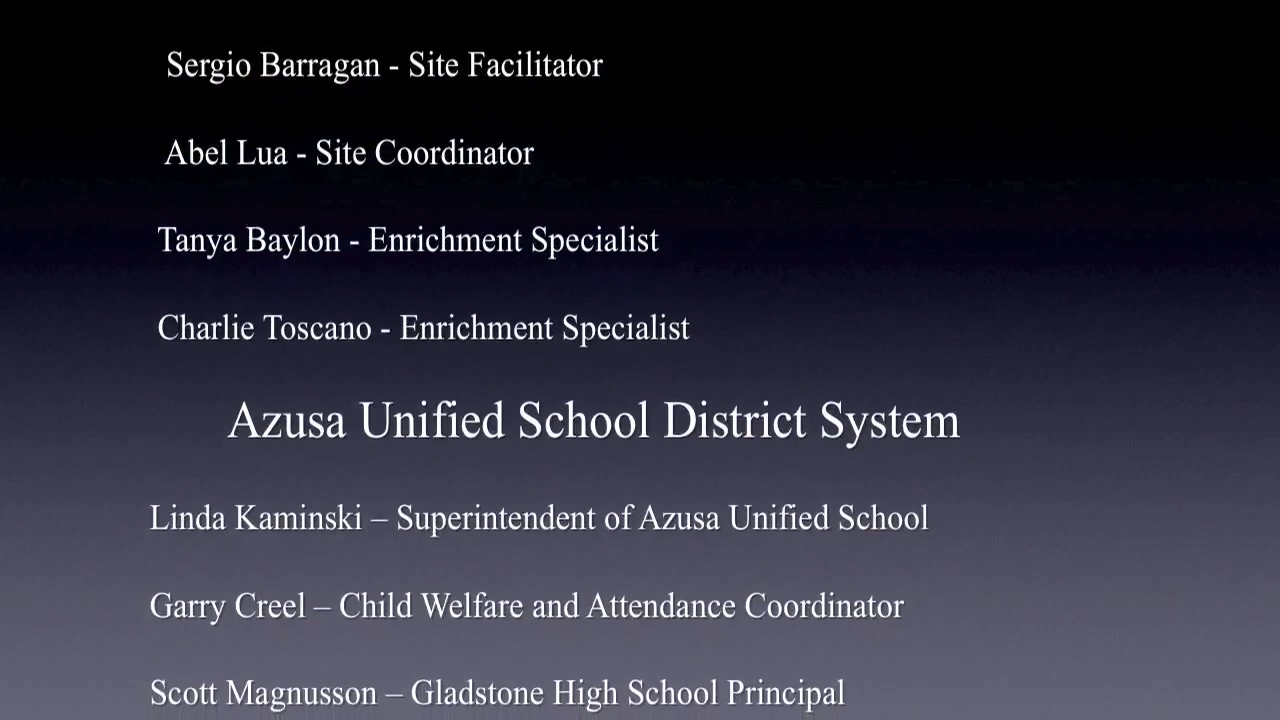 Sergio Barragan - Site Facilitator
Abel Lua - Site Coordinator
Tanya Baylon - Enrichment Specialist
Charlie Toscano - Enrichment Specialist
Azusa Unified School District System
Linda Kaminski – Superintendent of Azusa Unified School
Garry Creel – Child Welfare and Attendance Coordinator
Scott Magnusson – Gladstone High School Principal